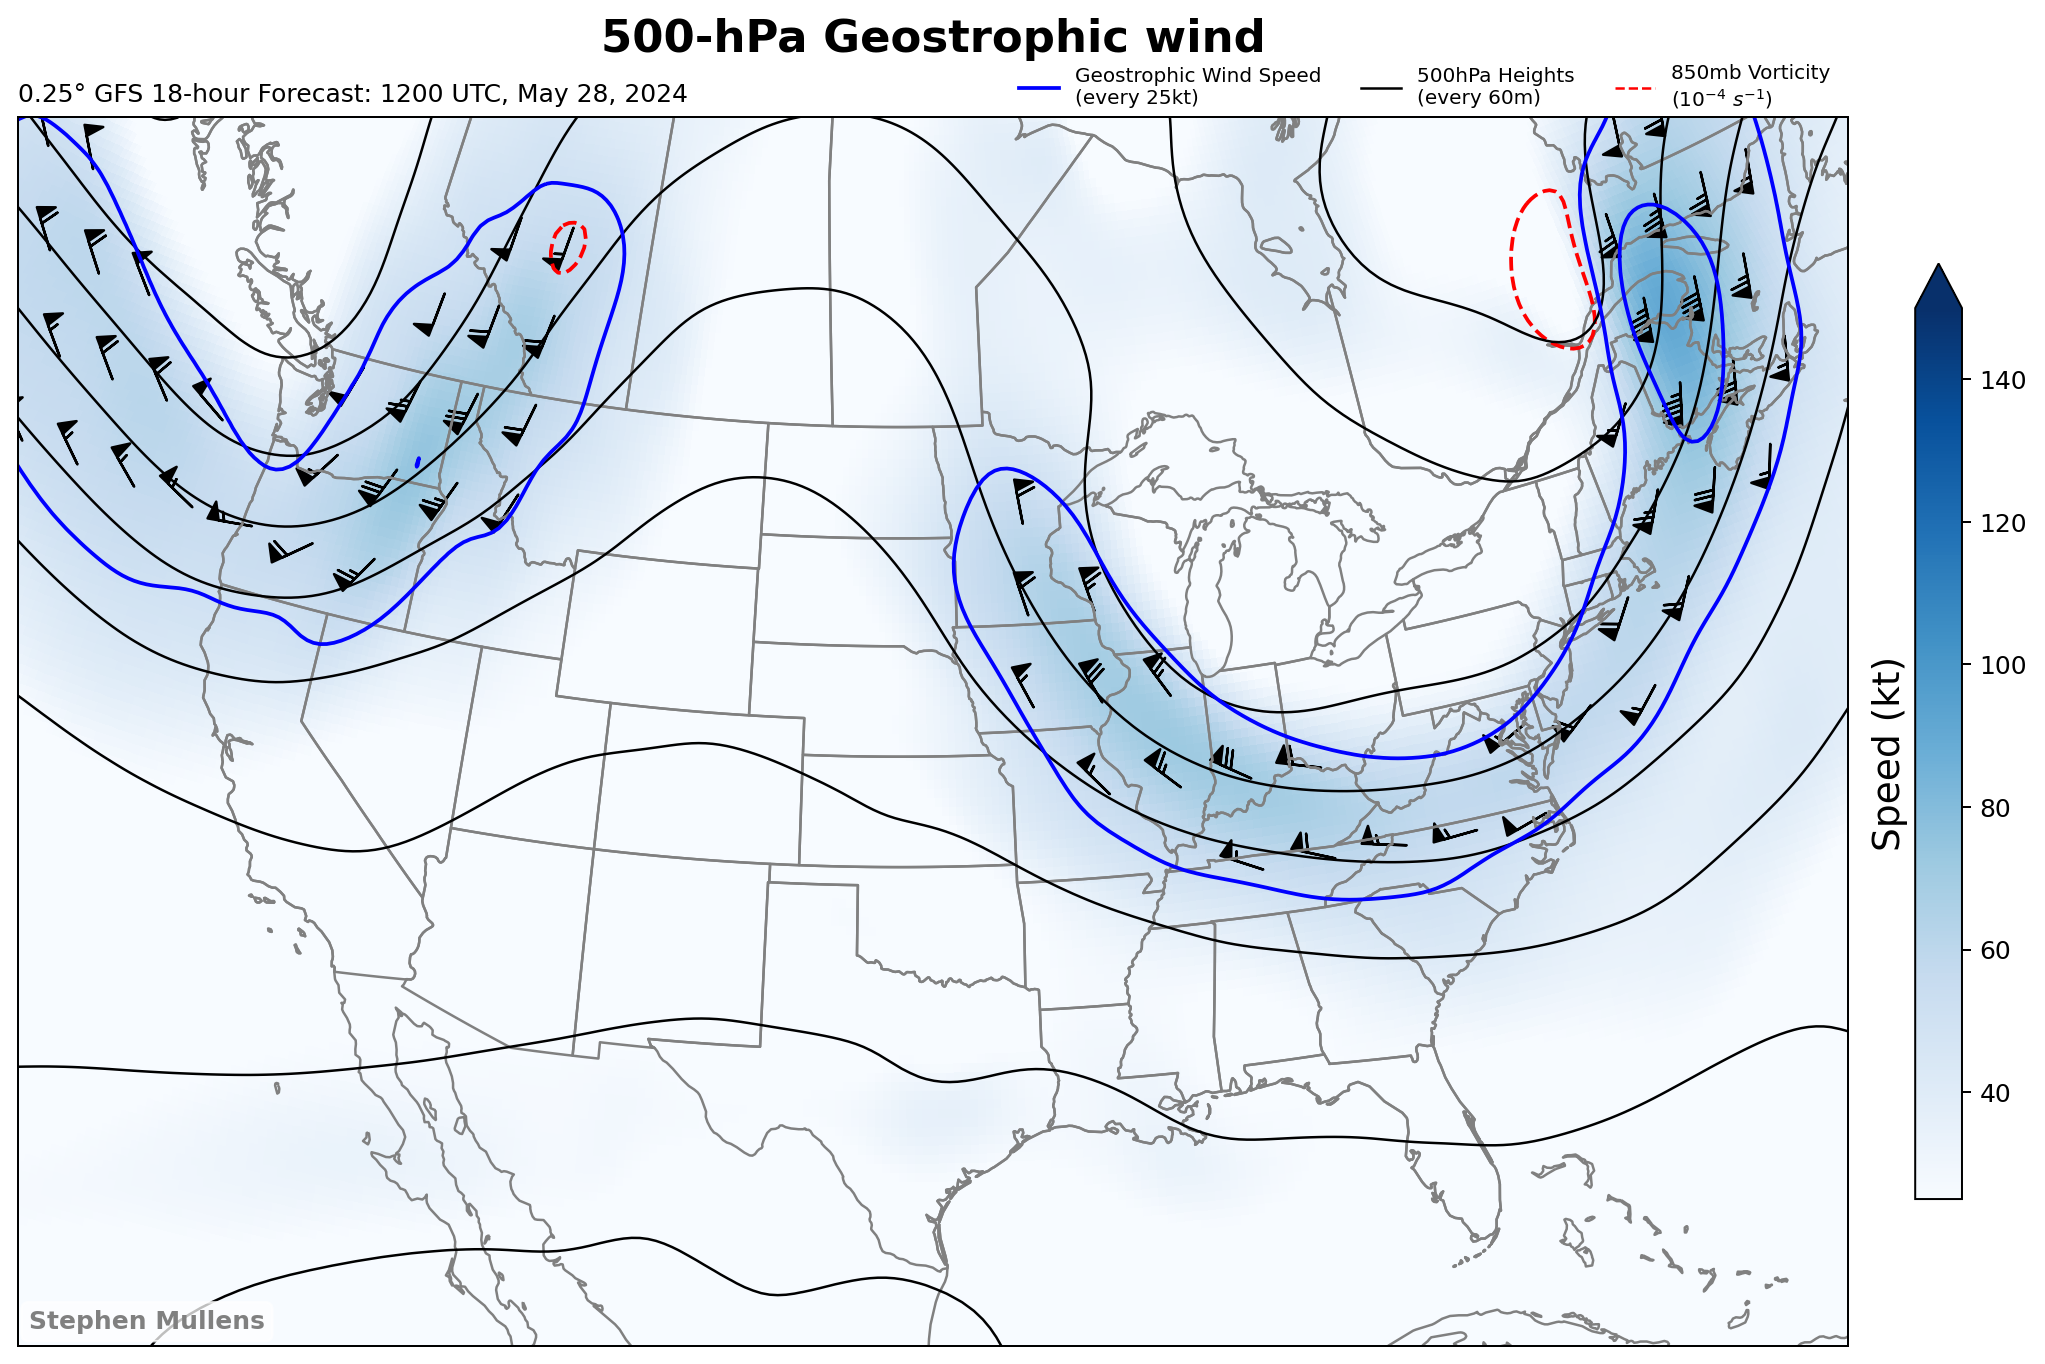 500-hPa Geostrophic wind
0.25° GFS 18-hour Forecast: 1200 UTC, May 28, 2024
Geostrophic Wind Speed
(every 25kt)
500hPa Heights
(every 60m)
850mb Vorticity
(10⁻⁴ s⁻¹)
140
120
100
80
60
40
Speed (kt)
Stephen Mullens